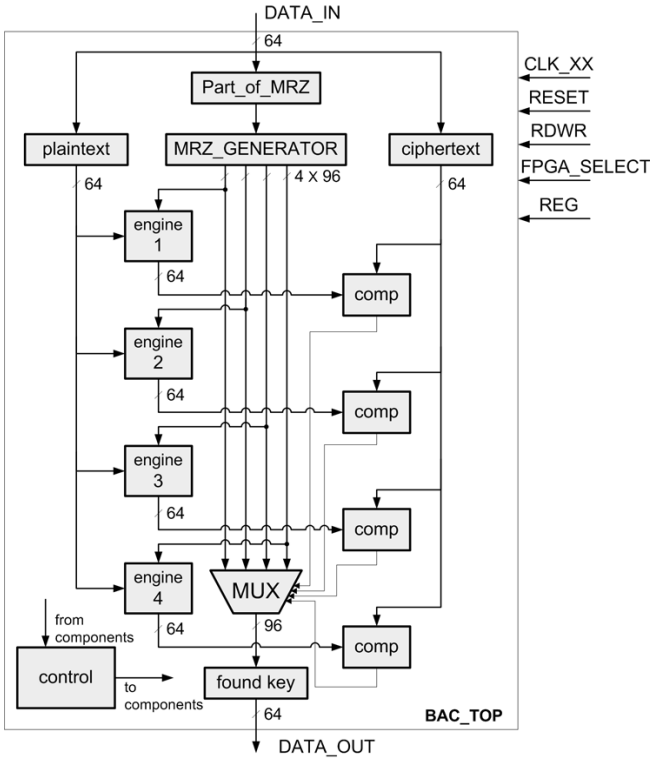 DATA_IN
64
CLK_XX
Part_of_MRZ
RESET
RDWR
plaintext
MRZ_GENERATOR
ciphertext
FPGA_SELECT
64
4 X 96
64
REG
engine
1
64
comp
engine
2
64
comp
engine
3
64
comp
engine
4
MUX
from
components
64
96
comp
control
to
components
found key
64
BAC_TOP
DATA_OUT